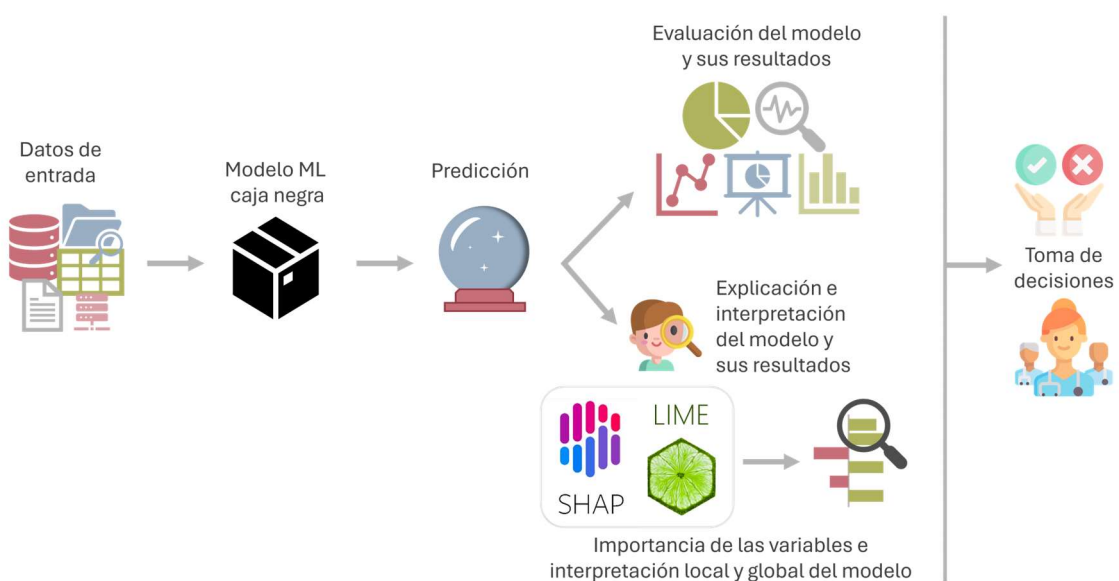 Datos de
entrada
Modelo ML
caja negra
Predicción
Evaluación del modelo
y sus resultados
Explicación e
interpretación
del modelo y
sus resultados
SHAP
LIME
Importancia de las variables e
interpretación local y global del modelo
Toma de
decisiones